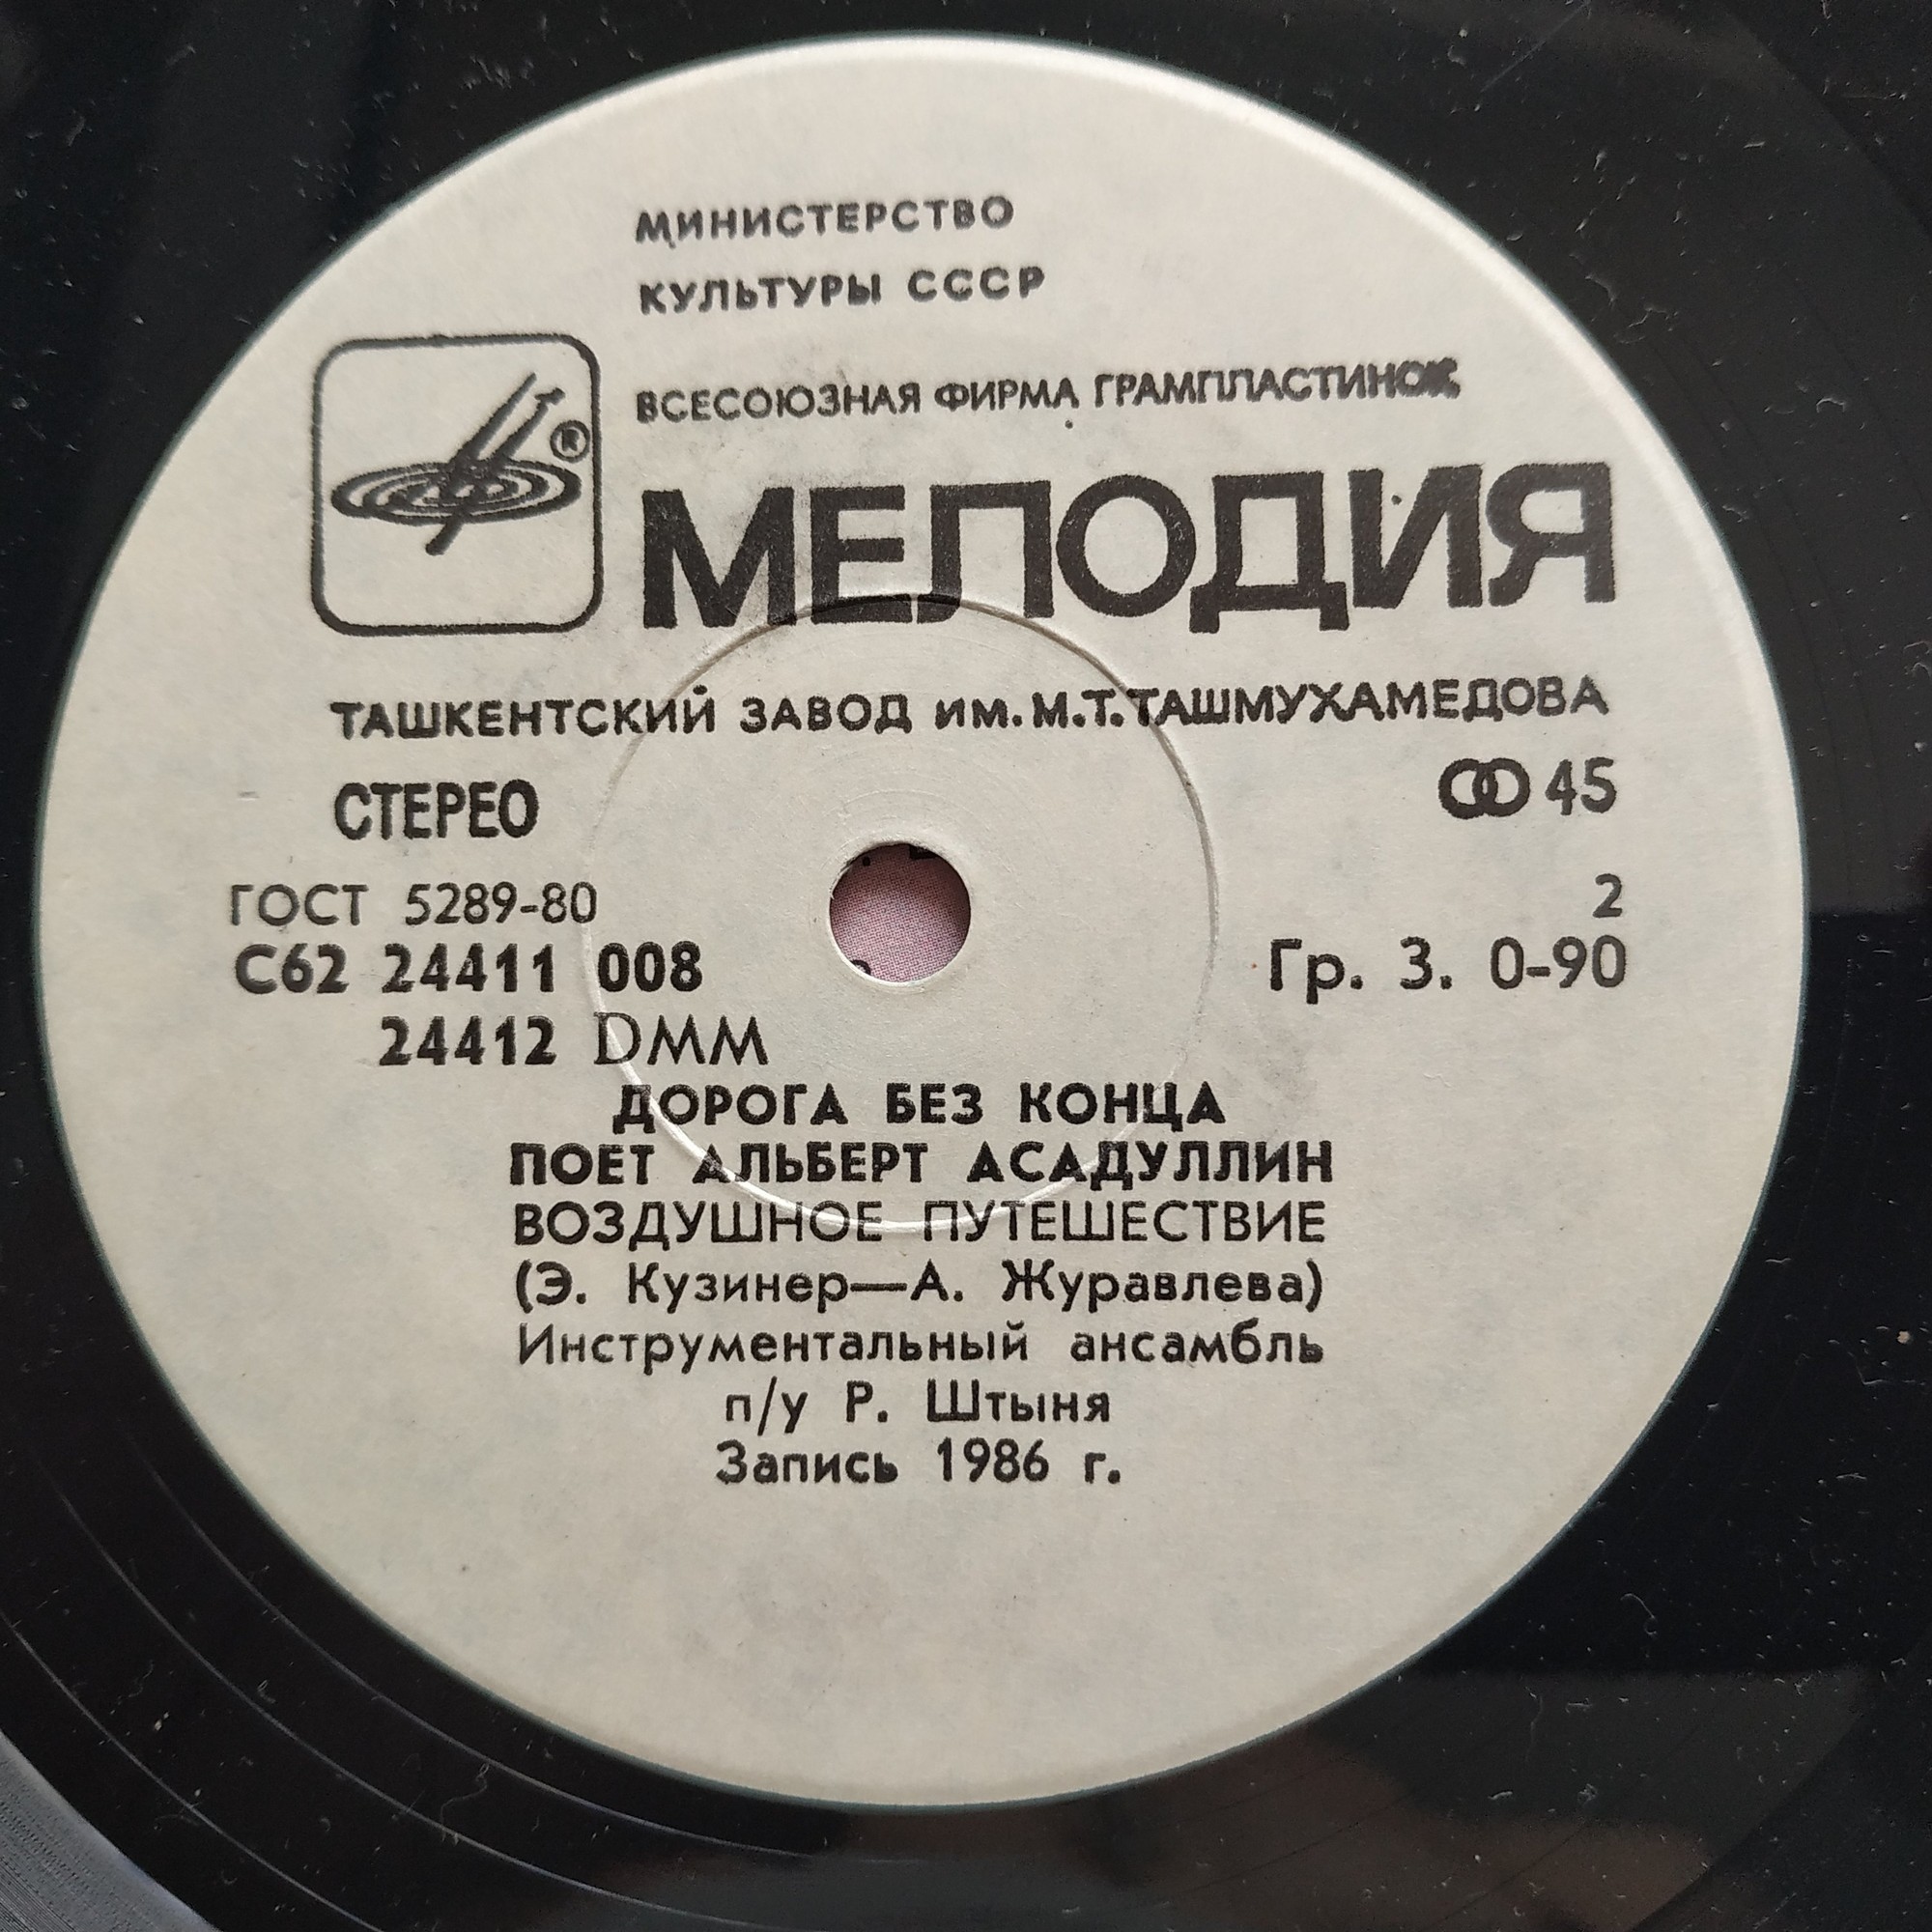 МИНИСТЕРСТВО
КУЛЬТУРЫ СССР
ВСЕСОЮЗНАЯ ФИРМА ГРАМПЛАСТИНОК
®
МЕЛОДИЯ
ТАШКЕНТСКИЙ ЗАВОД им. М.Т. ТАШМУХАМЕДОВА
СТЕРЕО 45
ГОСТ 5289-80 2
С62 24411 008 Гр. 3. 0-90
24412 DMM
ДОРОГА БЕЗ КОНЦА
ПОЕТ АЛЬБЕРТ АСАДУЛЛИН
ВОЗДУШНОЕ ПУТЕШЕСТВИЕ
(Э. Кузинер—А. Журавлева)
Инструментальный ансамбль
п/у Р. Штыня
Запись 1986 г.